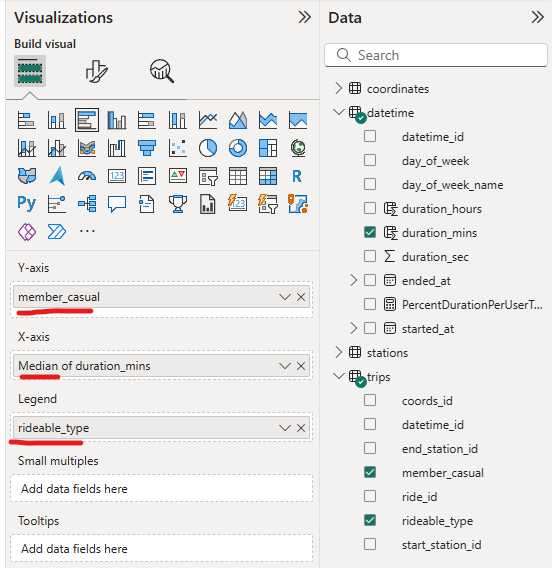 Visualizations
Build visual
123
R
Py
123
...
Y-axis
member_casual
X-axis
Median of duration_mins
Legend
rideable_type
Small multiples
Add data fields here
Tooltips
Add data fields here
Data
Search
coordinates
datetime
datetime_id
day_of_week
day_of_week_name
duration_hours
duration_mins
duration_sec
ended_at
PercentDurationPerUserT...
started_at
stations
trips
coords_id
datetime_id
end_station_id
member_casual
ride_id
rideable_type
start_station_id